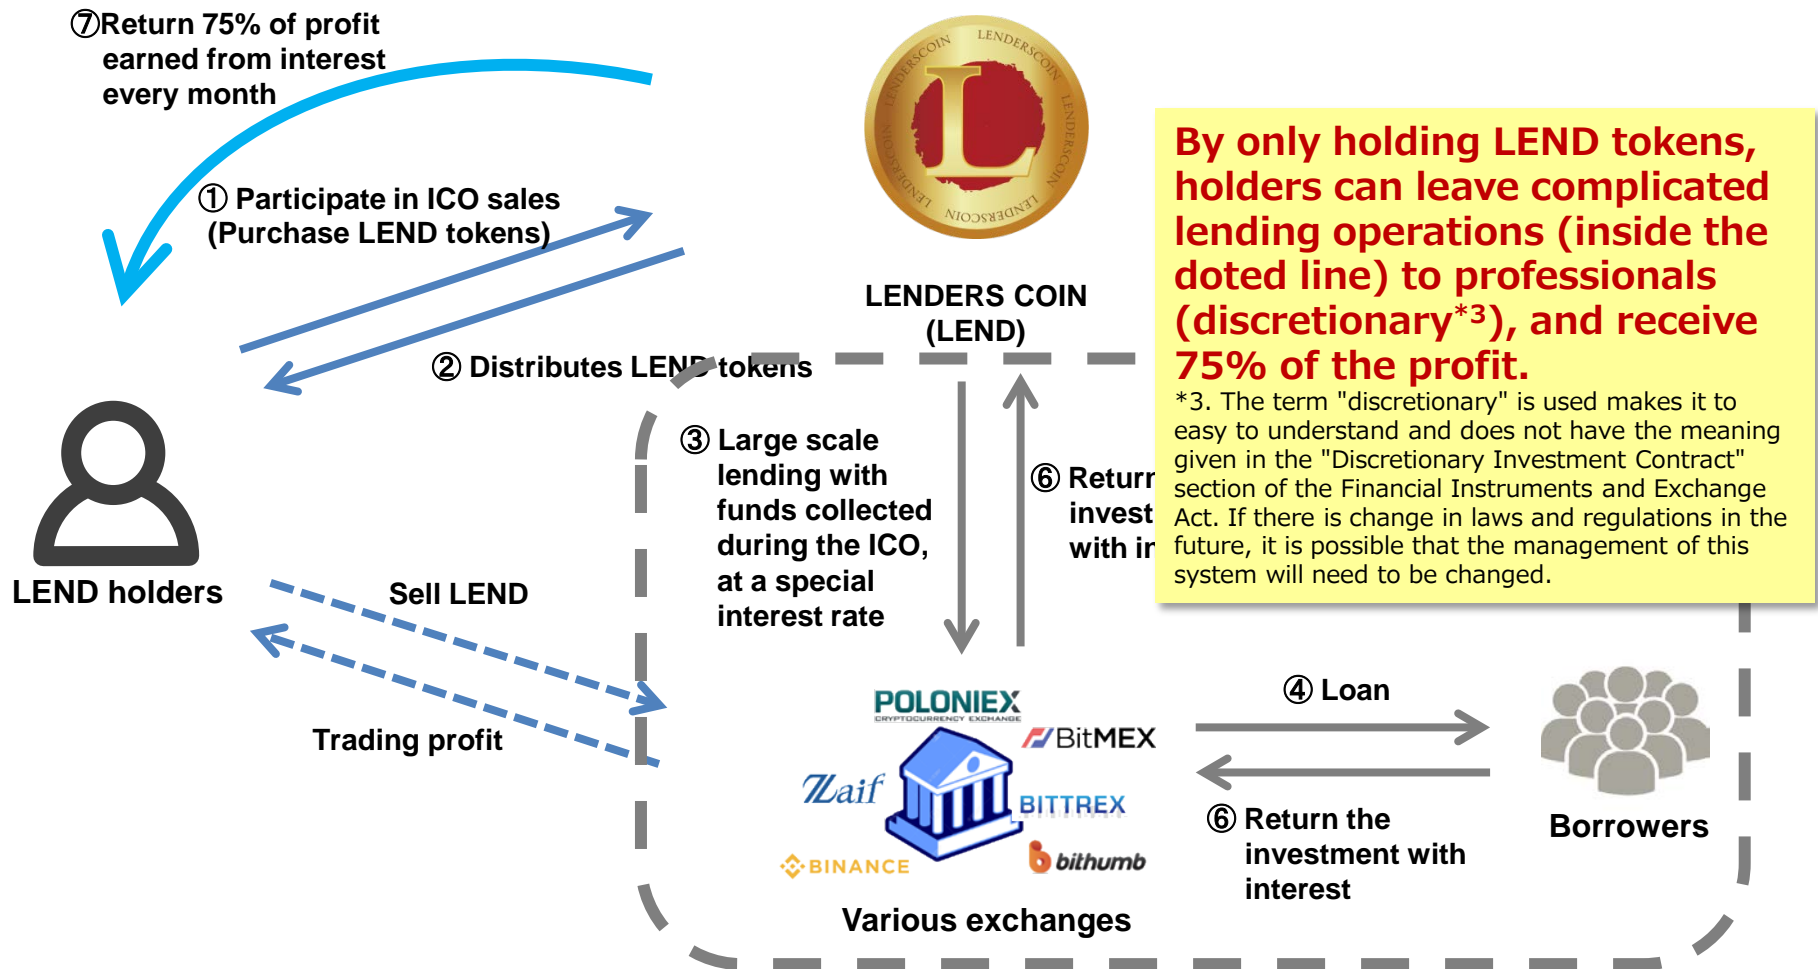 ⑦Return 75% of profit
earned from interest
every month
① Participate in ICO sales
(Purchase LEND tokens)
② Distributes LEND tokens
LENDERSCOIN LENDERSCOIN LENDERSCOIN LENDERSCOIN LENDERSCOIN LENDERSCOIN
L
LENDERS COIN
(LEND)
By only holding LEND tokens,
holders can leave complicated
lending operations (inside the
doted line) to professionals
(discretionary*3), and receive
75% of the profit.
*3. The term "discretionary" is used makes it to
easy to understand and does not have the meaning
given in the "Discretionary Investment Contract"
section of the Financial Instruments and Exchange
Act. If there is change in laws and regulations in the
future, it is possible that the management of this
system will need to be changed.
③ Large scale
lending with
funds collected
during the ICO,
at a special
interest rate
⑥ Return
invest
with in
LEND holders
Sell LEND
Trading profit
POLONIEX
CRYPTOCURRENCY EXCHANGE
BitMEX
Zaif
BITTREX
BINANCE
bithumb
Various exchanges
④ Loan
⑥ Return the
investment with
interest
Borrowers